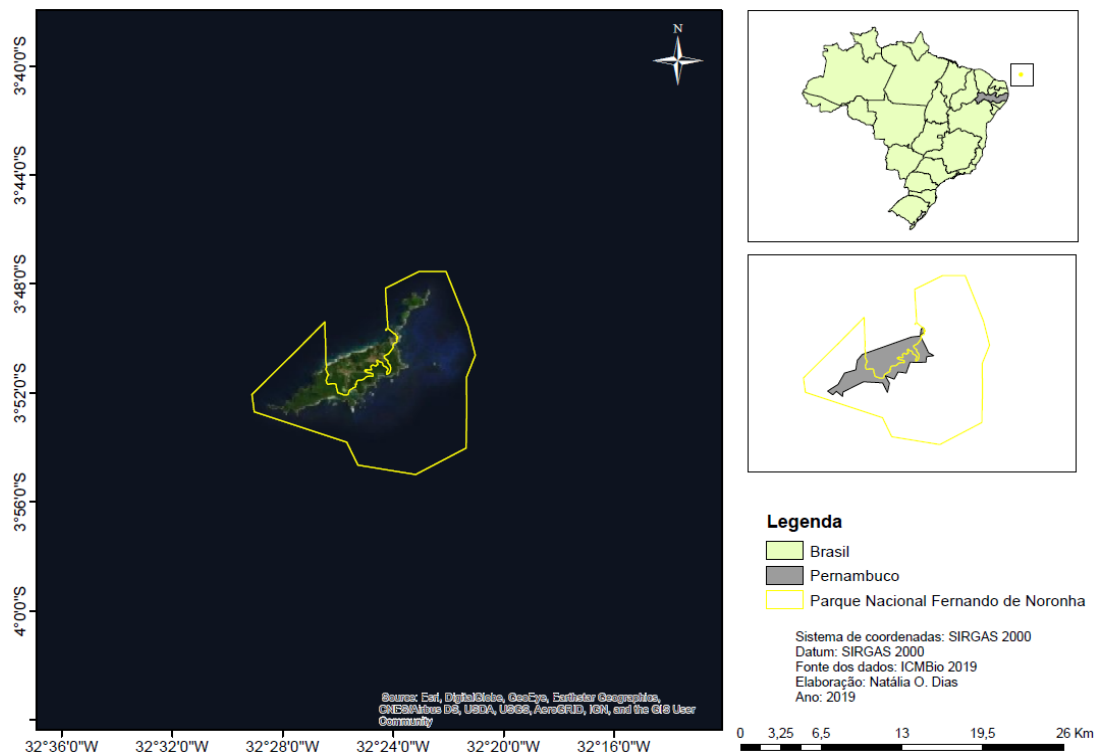 N
3°40'0"S
3°44'0"S
3°48'0"S
3°52'0"S
3°56'0"S
4°0'0"S
32°36'0"W
32°32'0"W
32°28'0"W
32°24'0"W
32°20'0"W
32°16'0"W
Source: Esri, DigitalGlobe, GeoEye, Earthstar Geographics,
CNES/Airbus DS, USDA, USGS, AeroGRID, IGN, and the GIS User
Community
Legenda
Brasil
Pernambuco
Parque Nacional Fernando de Noronha
Sistema de coordenadas: SIRGAS 2000
Datum: SIRGAS 2000
Fonte dos dados: ICMBio 2019
Elaboração: Natália O. Dias
Ano: 2019
0 3,25 6,5 13 19,5 26 Km